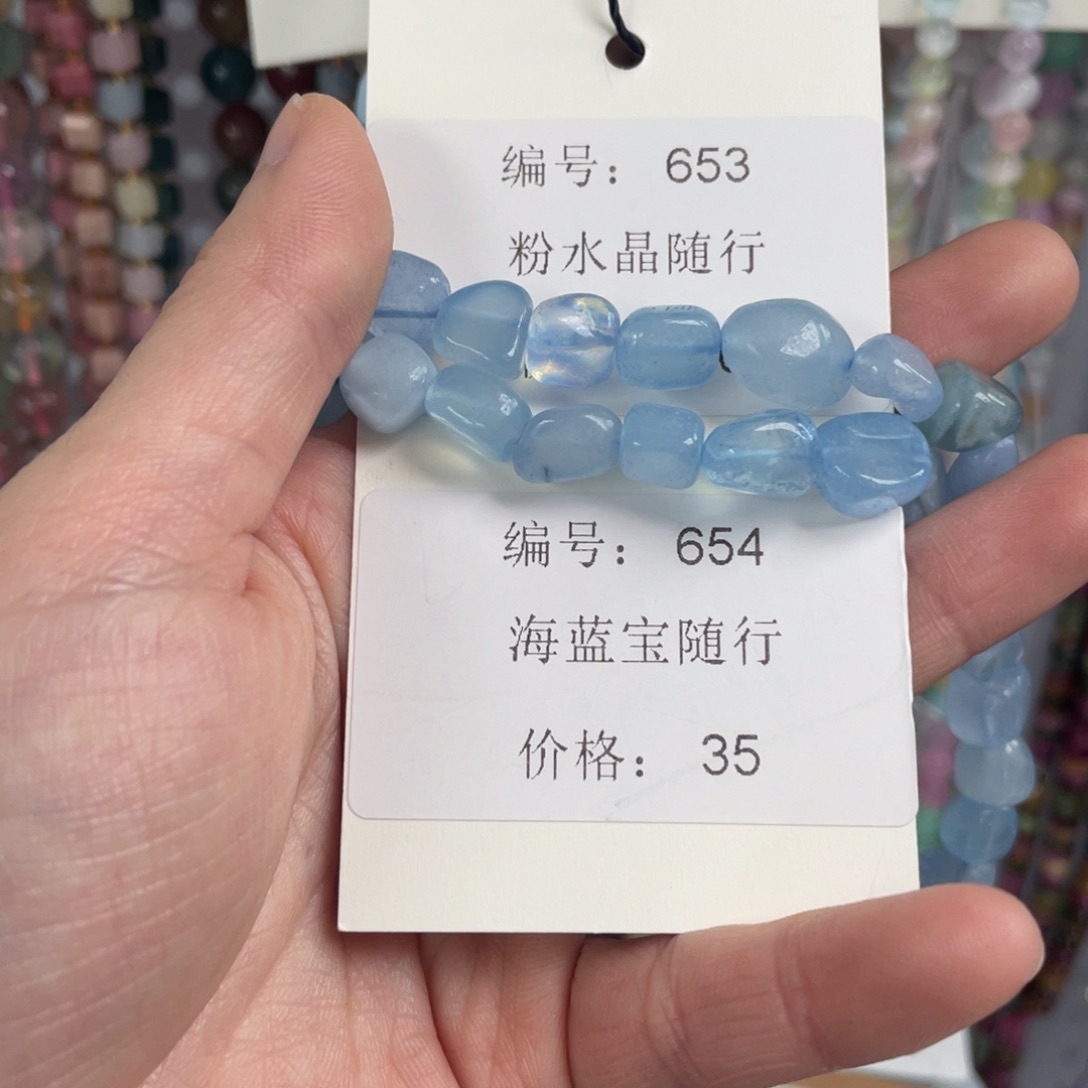 编号： 653
粉水晶随行
编号： 654
海蓝宝随行
价格： 35